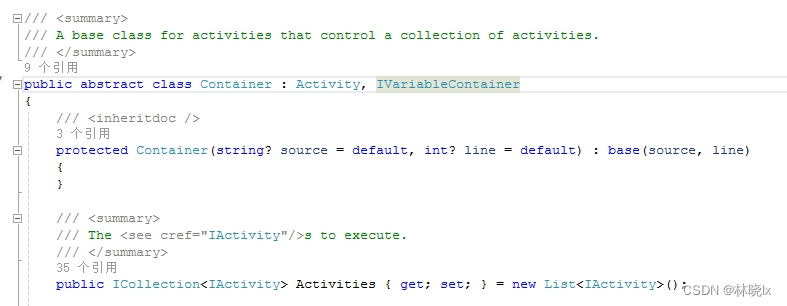 /// <summary>
/// A base class for activities that control a collection of activities.
/// </summary>
9 个引用
public abstract class Container : Activity, IVariableContainer
{
/// <inheritdoc />
3 个引用
protected Container(string? source = default, int? line = default) : base(source, line)
{
}
/// <summary>
/// The <see cref="IActivity"/>s to execute.
/// </summary>
35 个引用
public ICollection<IActivity> Activities { get; set; } = new List<IActivity>();
CSDN @林晓lx